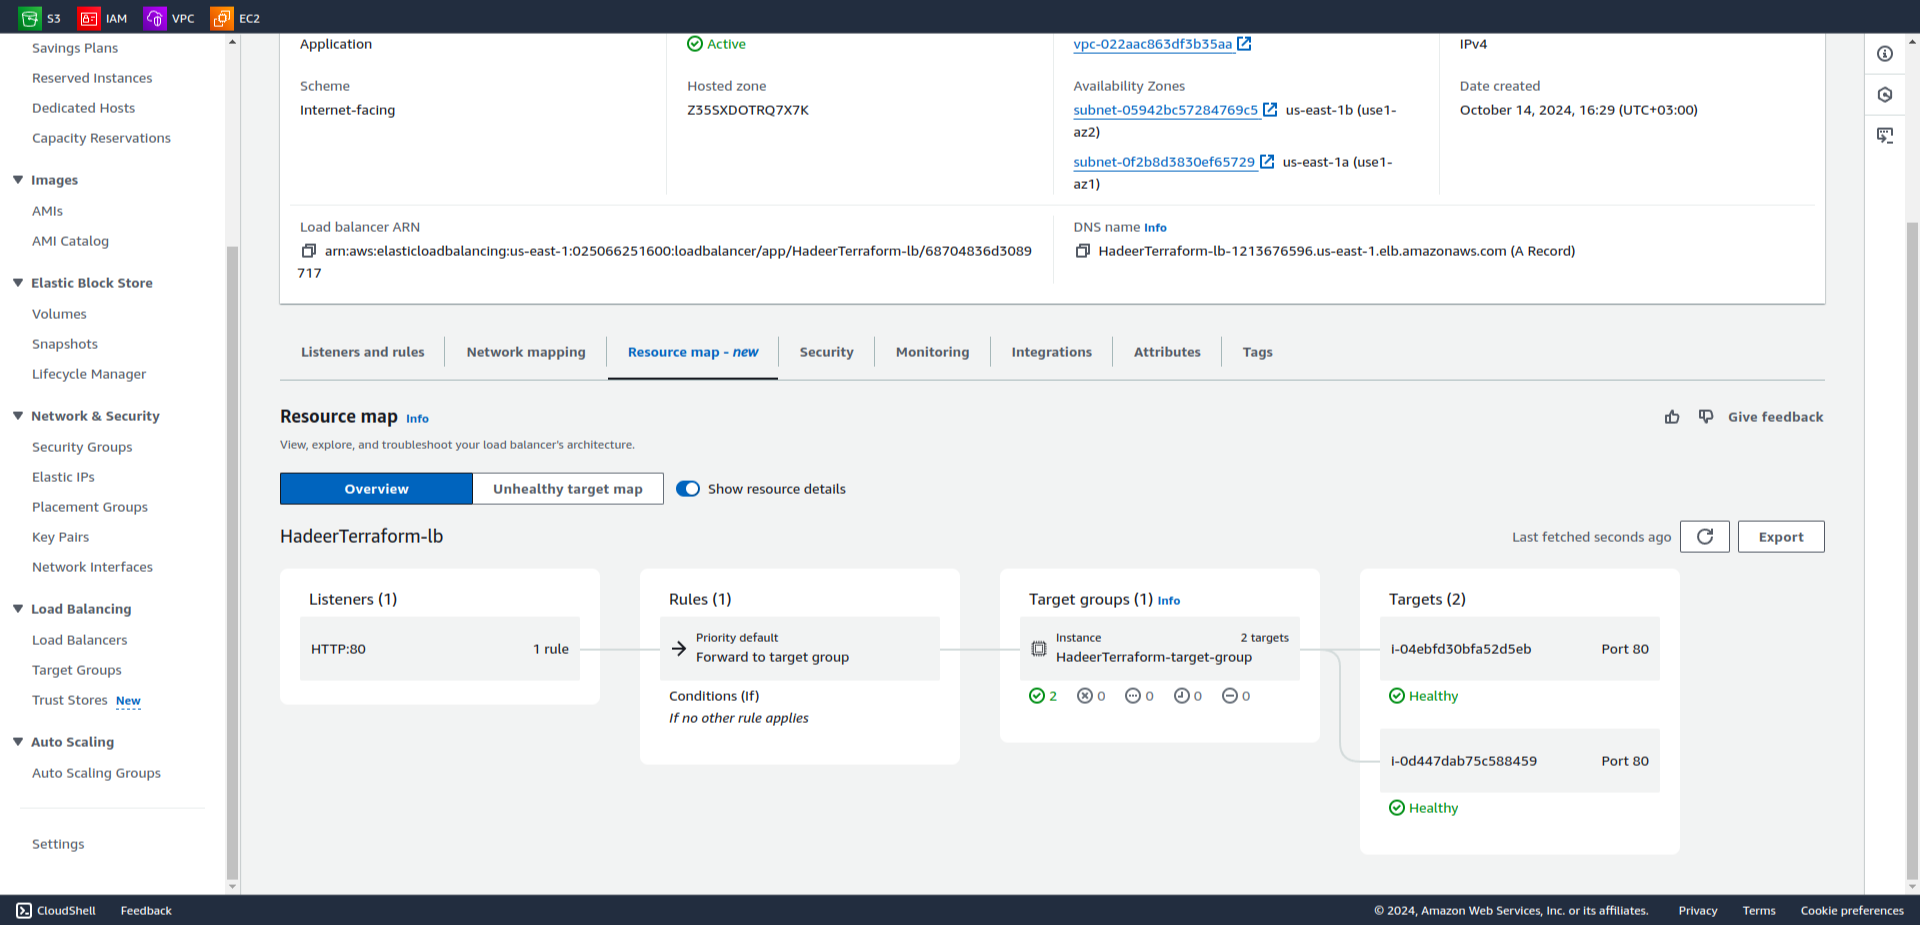 S3 IAM VPC EC2
Savings Plans
Reserved Instances
Dedicated Hosts
Capacity Reservations
Images
AMIs
AMI Catalog
Elastic Block Store
Volumes
Snapshots
Lifecycle Manager
Network & Security
Security Groups
Elastic IPs
Placement Groups
Key Pairs
Network Interfaces
Load Balancing
Load Balancers
Target Groups
Trust Stores New
Auto Scaling
Auto Scaling Groups
Settings
Application
Active
vpc-022aac863df3b35aa
IPv4
Scheme
Internet-facing
Hosted zone
Z35SXDOTRQ7X7K
Availability Zones
subnet-05942bc57284769c5 us-east-1b (use1-
az2)
subnet-0f2b8d3830ef65729 us-east-1a (use1-
az1)
Date created
October 14, 2024, 16:29 (UTC+03:00)
Load balancer ARN
arn:aws:elasticloadbalancing:us-east-1:025066251600:loadbalancer/app/HadeerTerraform-lb/68704836d3089
717
DNS name Info
HadeerTerraform-lb-1213676596.us-east-1.elb.amazonaws.com (A Record)
Listeners and rules Network mapping Resource map - new Security Monitoring Integrations Attributes Tags
Resource map Info
Give feedback
View, explore, and troubleshoot your load balancer's architecture.
Overview Unhealthy target map Show resource details
HadeerTerraform-lb
Last fetched seconds ago Export
Listeners (1)
HTTP:80 1 rule
Rules (1)
Priority default
Forward to target group
Conditions (If)
If no other rule applies
Target groups (1) Info
Instance 2 targets
HadeerTerraform-target-group
2 0 0 0 0
Targets (2)
i-04ebfd30bfa52d5eb Port 80
Healthy
i-0d447dab75c588459 Port 80
Healthy
CloudShell Feedback © 2024, Amazon Web Services, Inc. or its affiliates. Privacy Terms Cookie preferences